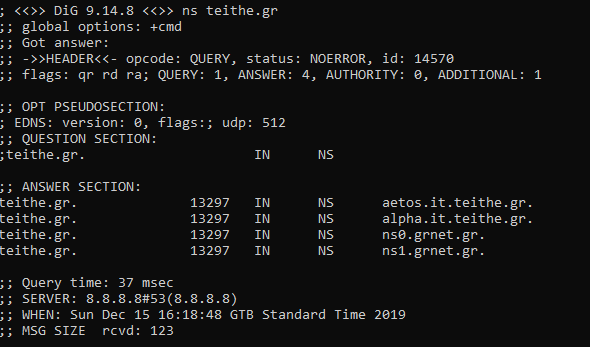 ; <<>> DiG 9.14.8 <<>> ns teithe.gr
;; global options: +cmd
;; Got answer:
;; ->>HEADER<<- opcode: QUERY, status: NOERROR, id: 14570
;; flags: qr rd ra; QUERY: 1, ANSWER: 4, AUTHORITY: 0, ADDITIONAL: 1
;; OPT PSEUDOSECTION:
; EDNS: version: 0, flags:; udp: 512
;; QUESTION SECTION:
;teithe.gr. IN NS
;; ANSWER SECTION:
teithe.gr. 13297 IN NS aetos.it.teithe.gr.
teithe.gr. 13297 IN NS alpha.it.teithe.gr.
teithe.gr. 13297 IN NS ns0.grnet.gr.
teithe.gr. 13297 IN NS ns1.grnet.gr.
;; Query time: 37 msec
;; SERVER: 8.8.8.8#53(8.8.8.8)
;; WHEN: Sun Dec 15 16:18:48 GTB Standard Time 2019
;; MSG SIZE rcvd: 123